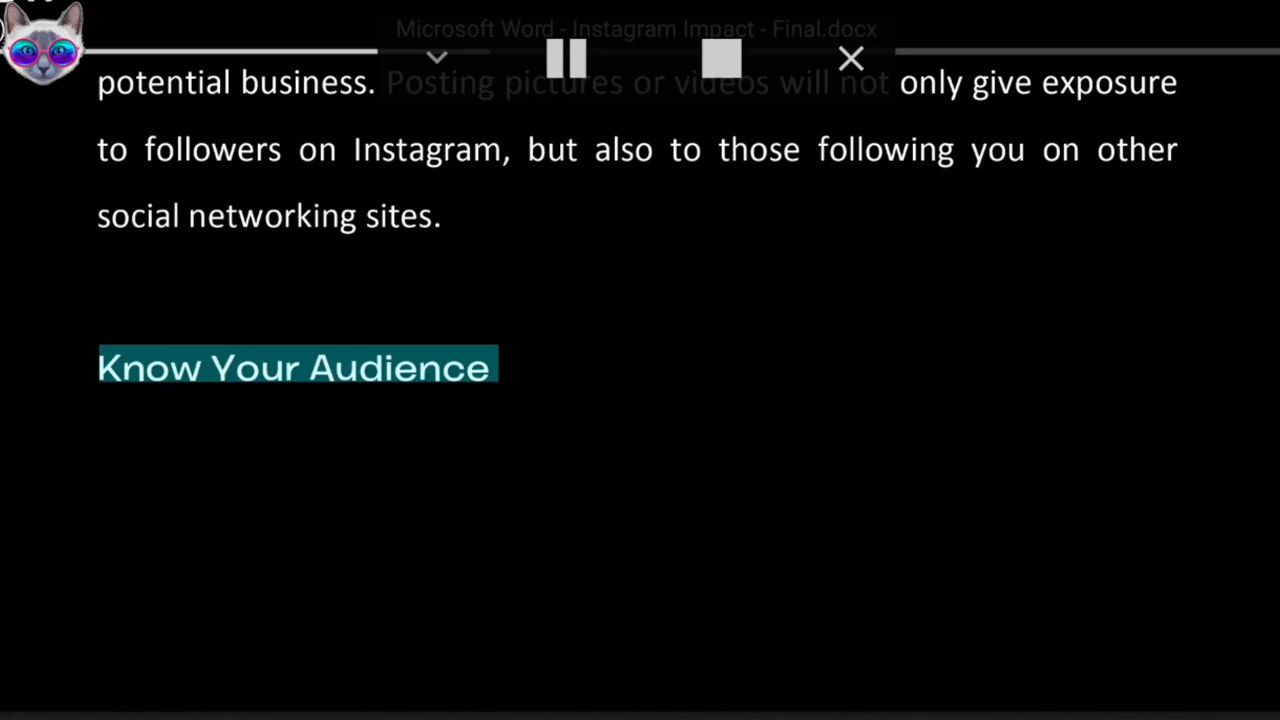 Microsoft Word - Instagram Impact - Final.docx
potential business. Posting pictures or videos will not only give exposure
to followers on Instagram, but also to those following you on other
social networking sites.
Know Your Audience